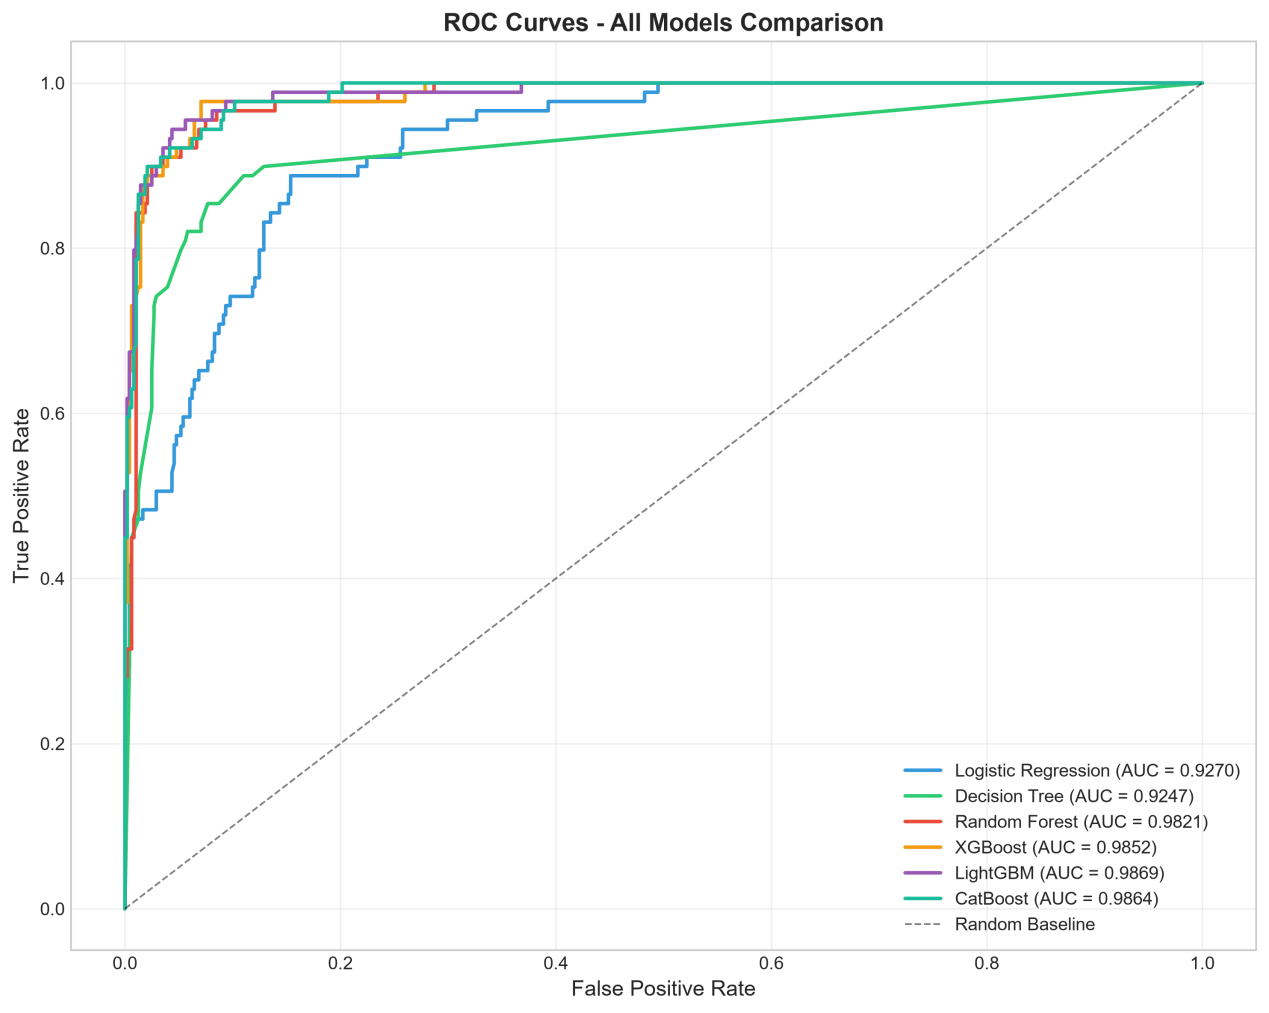 ROC Curves - All Models Comparison
True Positive Rate
1.0
0.8
0.6
0.4
0.2
0.0
0.0 0.2 0.4 0.6 0.8 1.0
False Positive Rate
Logistic Regression (AUC = 0.9270)
Decision Tree (AUC = 0.9247)
Random Forest (AUC = 0.9821)
XGBoost (AUC = 0.9852)
LightGBM (AUC = 0.9869)
CatBoost (AUC = 0.9864)
Random Baseline